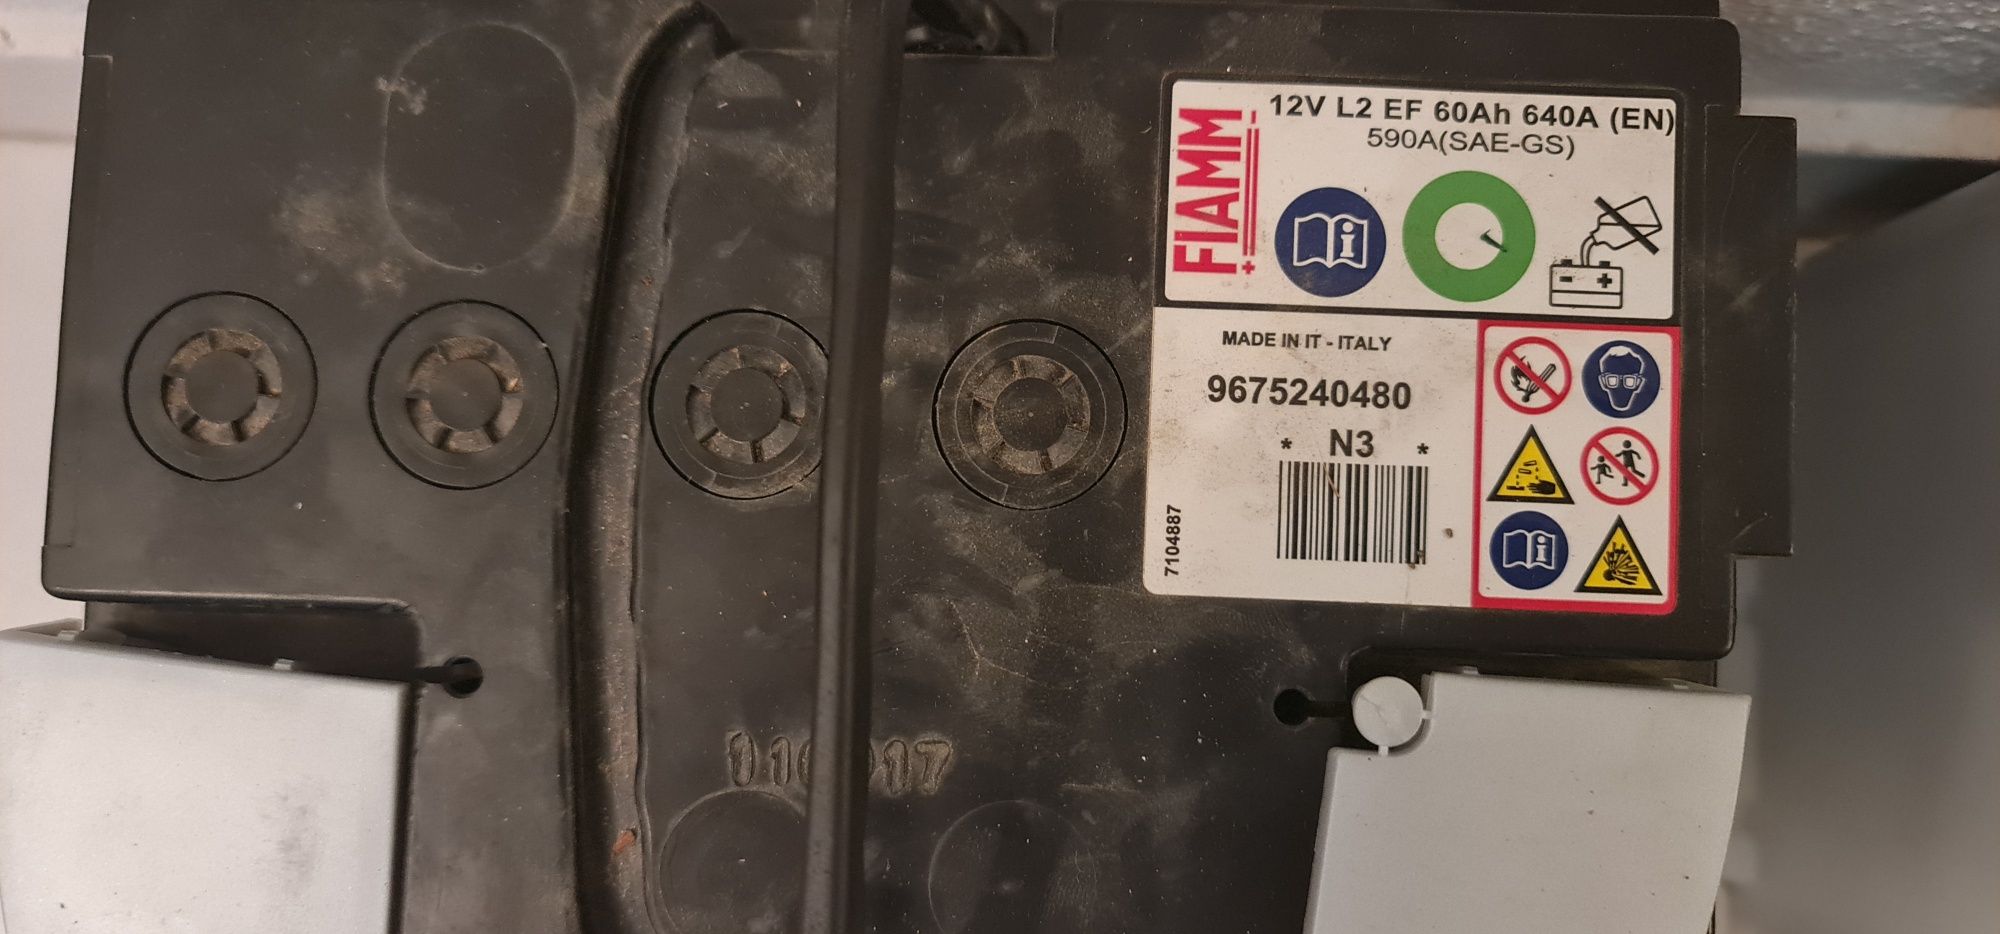 FIAMM
12V L2 EF 60Ah 640A (EN)
590A(SAE-GS)
MADE IN IT - ITALY
9675240480
* N3 *
7104887